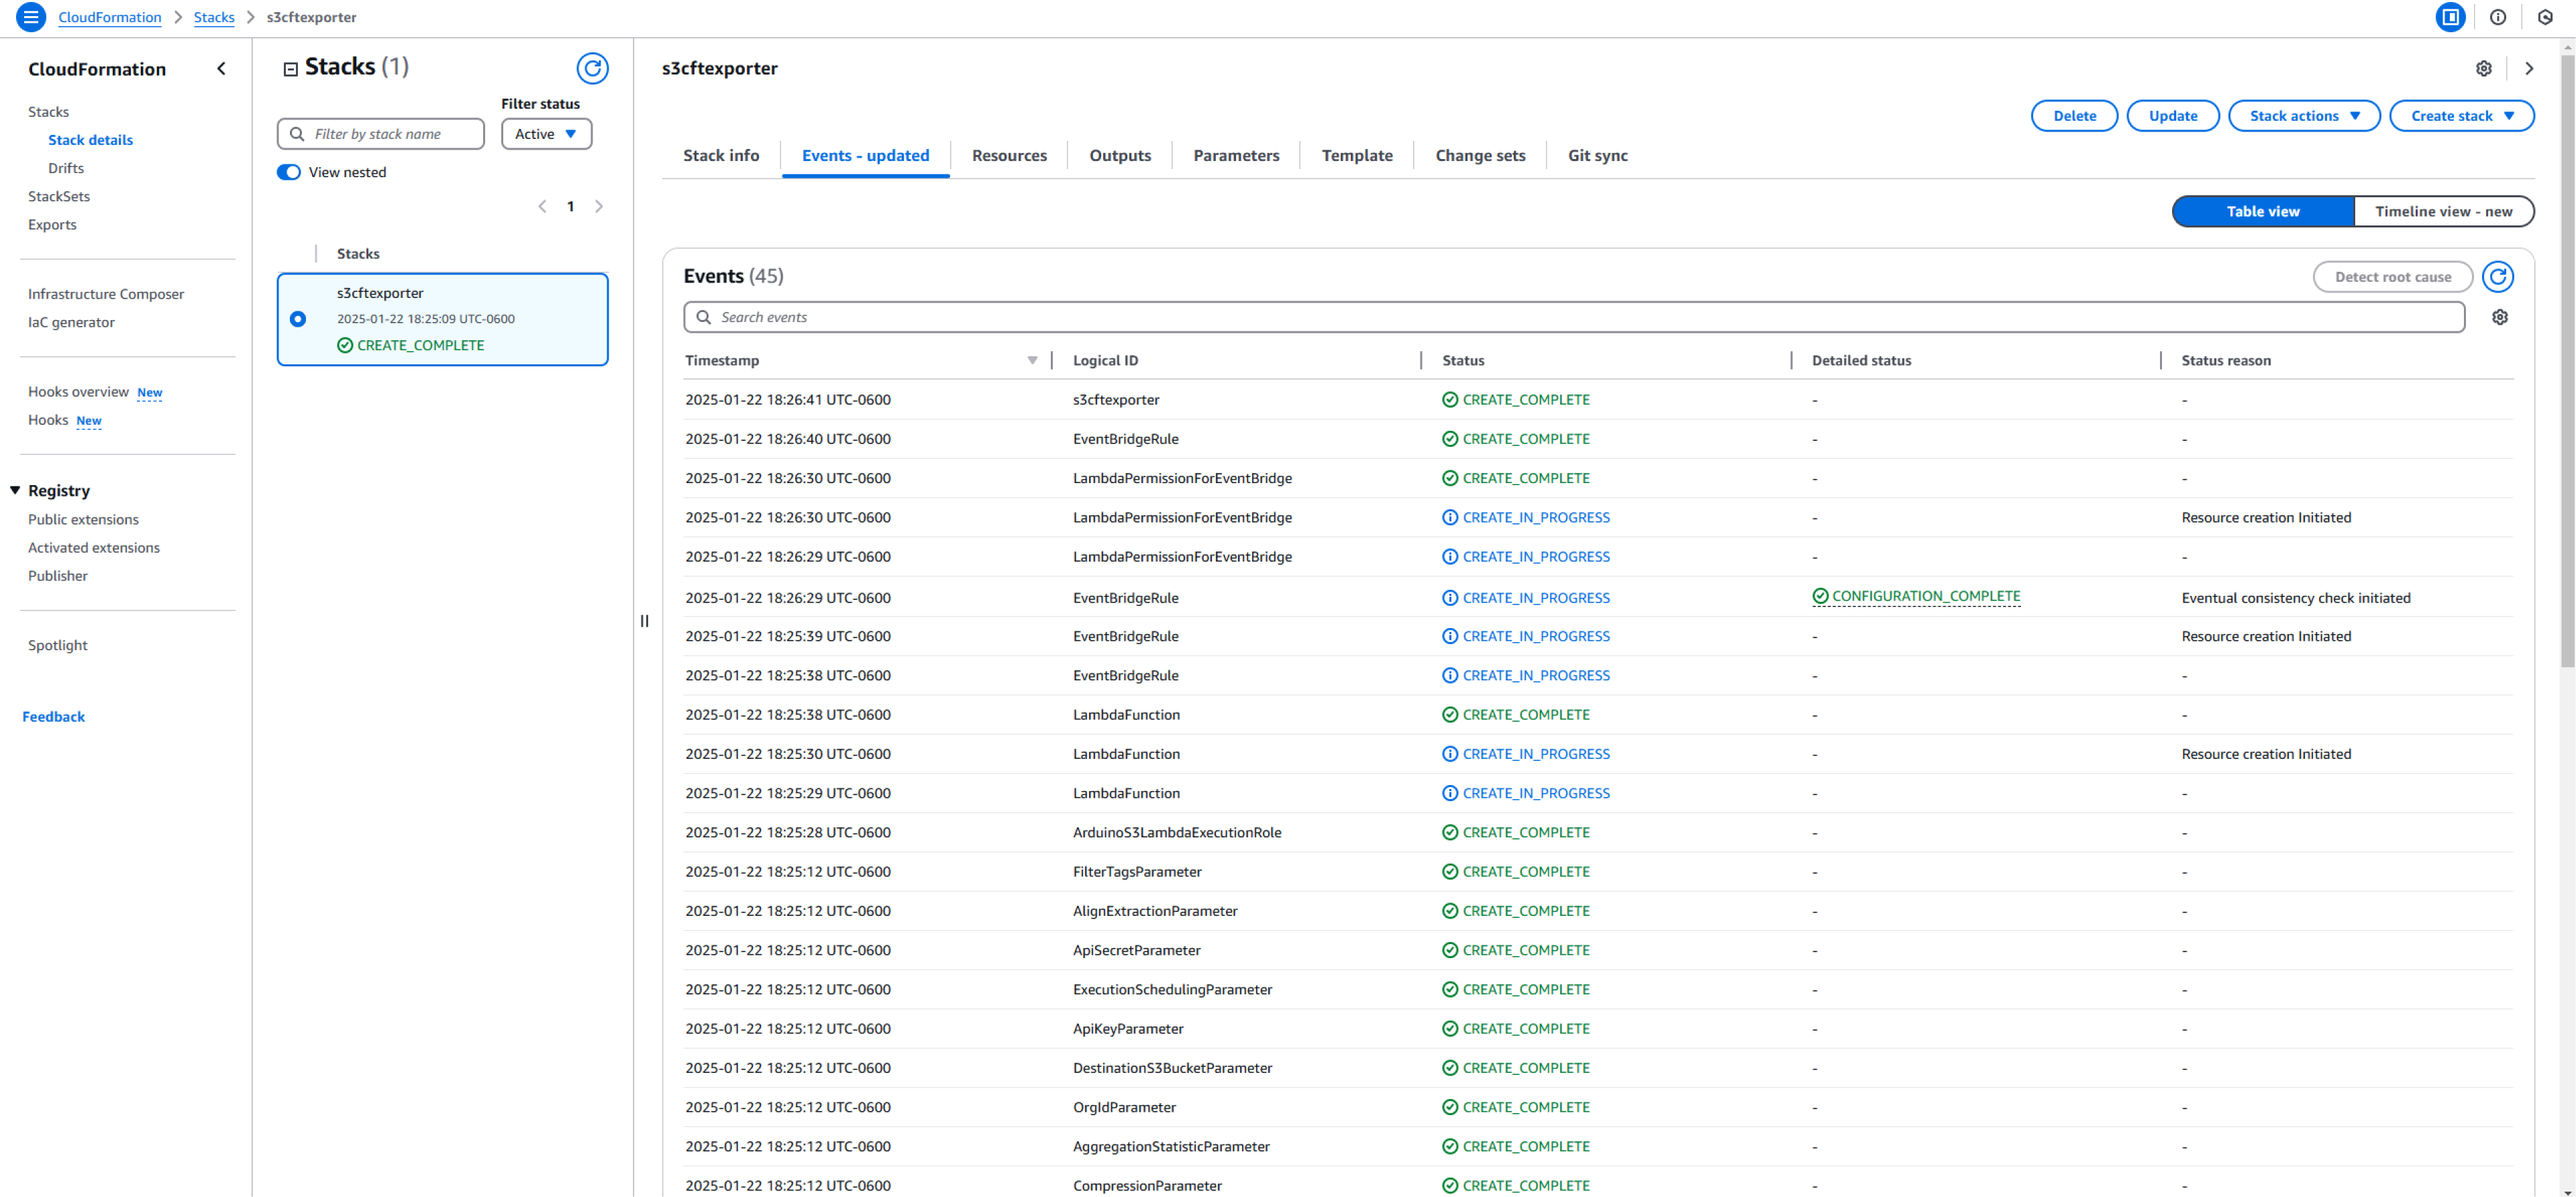 CloudFormation > Stacks > s3cftexporter
CloudFormation
Stacks
Stack details
Drifts
StackSets
Exports
Infrastructure Composer
IaC generator
Hooks overview New
Hooks New
Registry
Public extensions
Activated extensions
Publisher
Spotlight
Feedback
Stacks (1)
Filter status
Filter by stack name
Active
View nested
1
Stacks
s3cftexporter
2025-01-22 18:25:09 UTC-0600
CREATE_COMPLETE
s3cftexporter
Delete Update Stack actions Create stack
Stack info Events - updated Resources Outputs Parameters Template Change sets Git sync
Table view Timeline view - new
Events (45) Detect root cause
Search events
Timestamp Logical ID Status Detailed status Status reason
2025-01-22 18:26:41 UTC-0600 s3cftexporter CREATE_COMPLETE - -
2025-01-22 18:26:40 UTC-0600 EventBridgeRule CREATE_COMPLETE - -
2025-01-22 18:26:30 UTC-0600 LambdaPermissionForEventBridge CREATE_COMPLETE - -
2025-01-22 18:26:30 UTC-0600 LambdaPermissionForEventBridge CREATE_IN_PROGRESS - Resource creation Initiated
2025-01-22 18:26:29 UTC-0600 LambdaPermissionForEventBridge CREATE_IN_PROGRESS - -
2025-01-22 18:26:29 UTC-0600 EventBridgeRule CREATE_IN_PROGRESS CONFIGURATION_COMPLETE Eventual consistency check initiated
2025-01-22 18:25:39 UTC-0600 EventBridgeRule CREATE_IN_PROGRESS - Resource creation Initiated
2025-01-22 18:25:38 UTC-0600 EventBridgeRule CREATE_IN_PROGRESS - -
2025-01-22 18:25:38 UTC-0600 LambdaFunction CREATE_COMPLETE - -
2025-01-22 18:25:30 UTC-0600 LambdaFunction CREATE_IN_PROGRESS - Resource creation Initiated
2025-01-22 18:25:29 UTC-0600 LambdaFunction CREATE_IN_PROGRESS - -
2025-01-22 18:25:28 UTC-0600 ArduinoS3LambdaExecutionRole CREATE_COMPLETE - -
2025-01-22 18:25:12 UTC-0600 FilterTagsParameter CREATE_COMPLETE - -
2025-01-22 18:25:12 UTC-0600 AlignExtractionParameter CREATE_COMPLETE - -
2025-01-22 18:25:12 UTC-0600 ApiSecretParameter CREATE_COMPLETE - -
2025-01-22 18:25:12 UTC-0600 ExecutionSchedulingParameter CREATE_COMPLETE - -
2025-01-22 18:25:12 UTC-0600 ApiKeyParameter CREATE_COMPLETE - -
2025-01-22 18:25:12 UTC-0600 DestinationS3BucketParameter CREATE_COMPLETE - -
2025-01-22 18:25:12 UTC-0600 OrgIdParameter CREATE_COMPLETE - -
2025-01-22 18:25:12 UTC-0600 AggregationStatisticParameter CREATE_COMPLETE - -
2025-01-22 18:25:12 UTC-0600 CompressionParameter CREATE_COMPLETE - -